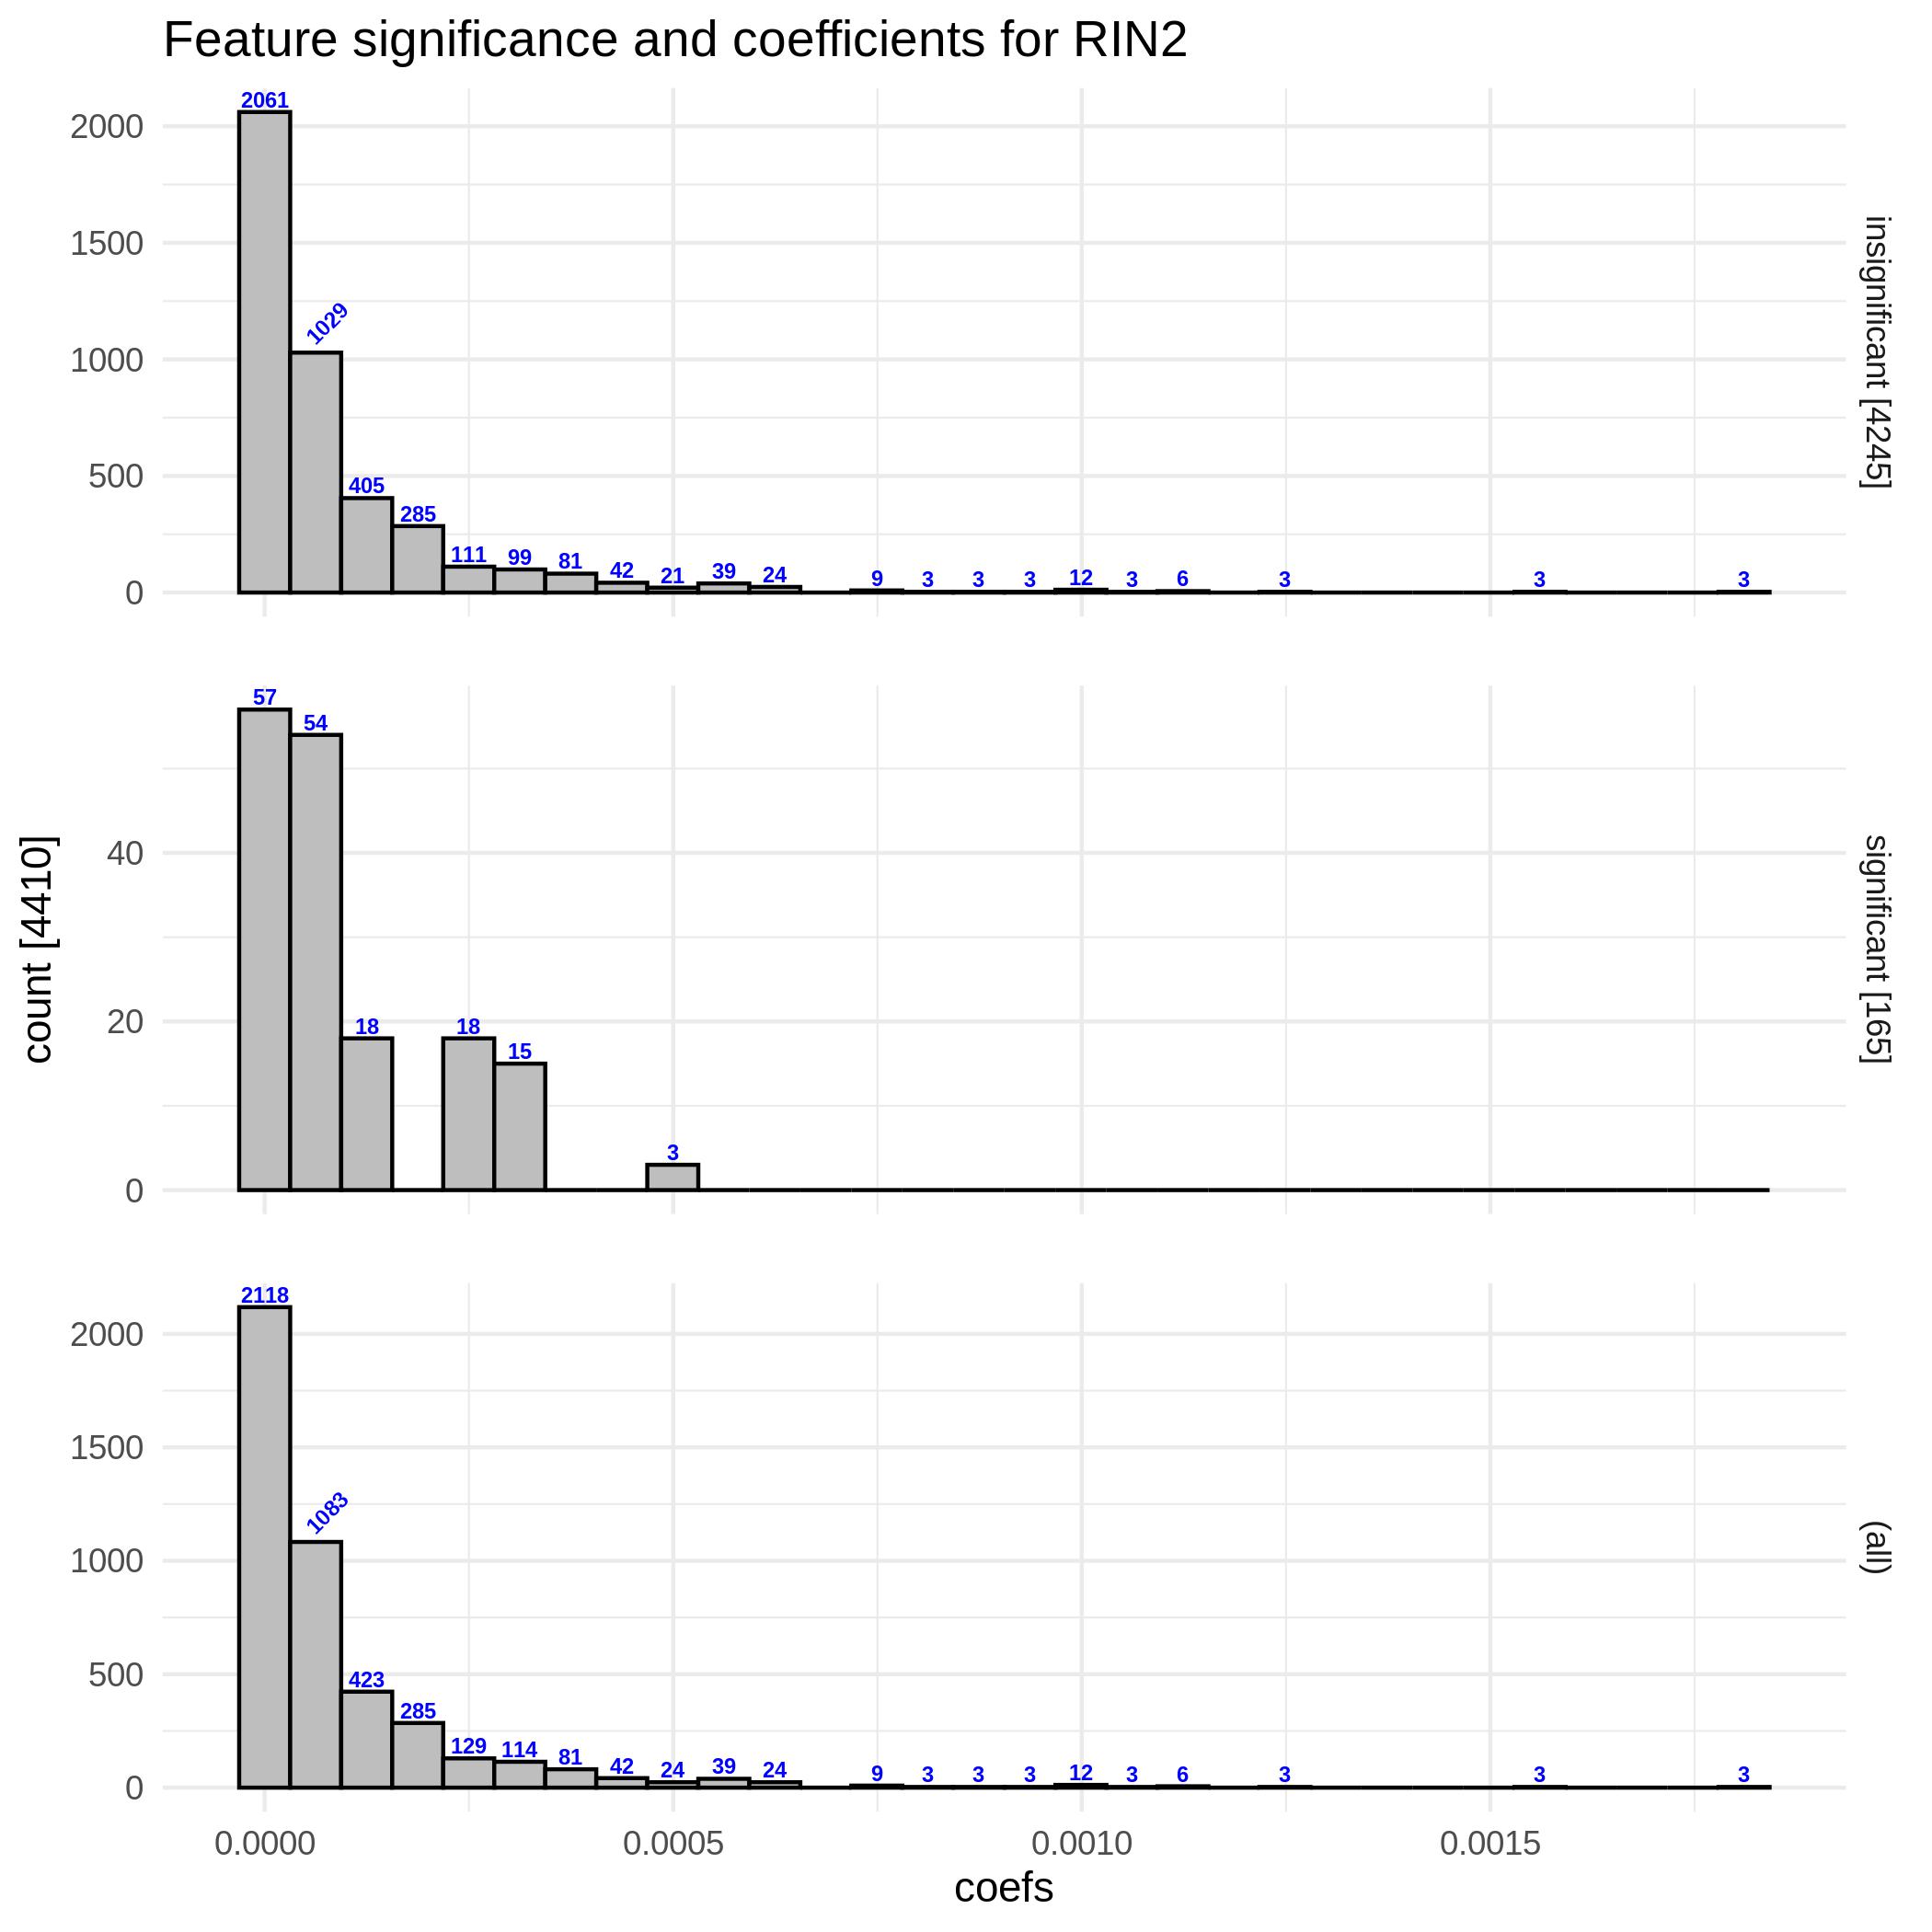 Feature significance and coefficients for RIN2
2061
2000
1500
1029
1000
500
405
285
111 99 81 42 21 39 24 9 3 3 3 12 3 6 3 3 3
0
insignificant [4245]
57
54
40
20
18 18 15
3
0
significant [165]
count [4410]
2118
2000
1500
1083
1000
500
423
285
129 114 81 42 24 39 24 9 3 3 3 12 3 6 3 3 3
0
(all)
0.0000 0.0005 0.0010 0.0015
coefs